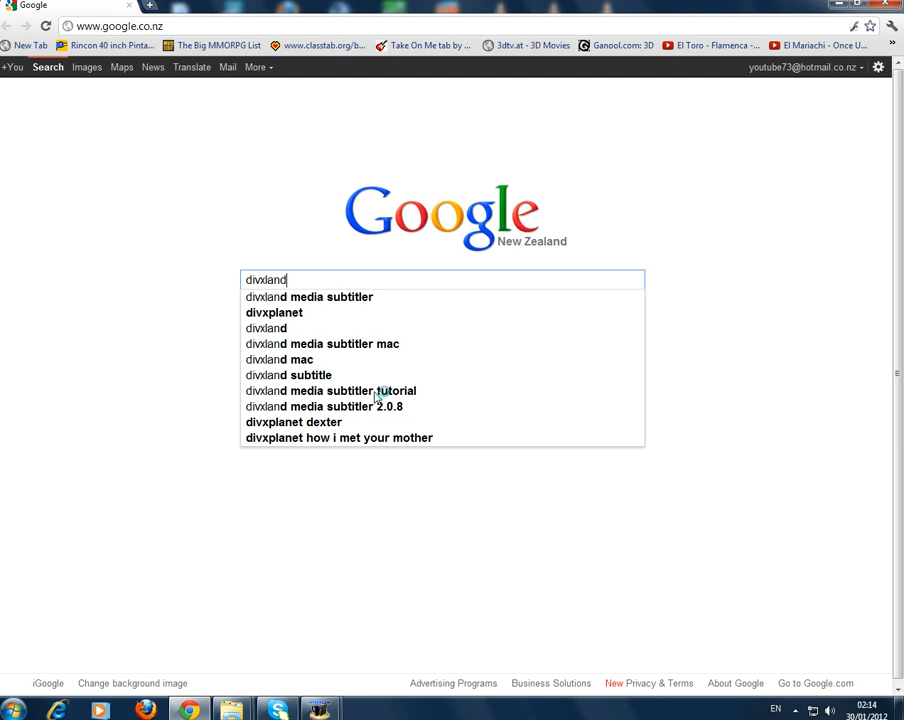 Google
www.google.co.nz
New Tab Rincon 40 inch Pinta... The Big MMORPG List www.classtab.org/b... Take On Me tab by ... 3dtv.at - 3D Movies Ganool.com: 3D El Toro - Flamenca -... El Mariachi - Once U... »
+You Search Images Maps News Translate Mail More youtube73@hotmail.co.nz
Google
New Zealand
divxland
divxland media subtitler
divxplanet
divxland
divxland media subtitler mac
divxland mac
divxland subtitle
divxland media subtitler tutorial
divxland media subtitler 2.0.8
divxplanet dexter
divxplanet how i met your mother
iGoogle Change background image Advertising Programs Business Solutions New Privacy & Terms About Google Go to Google.com
EN 02:14
30/01/2012